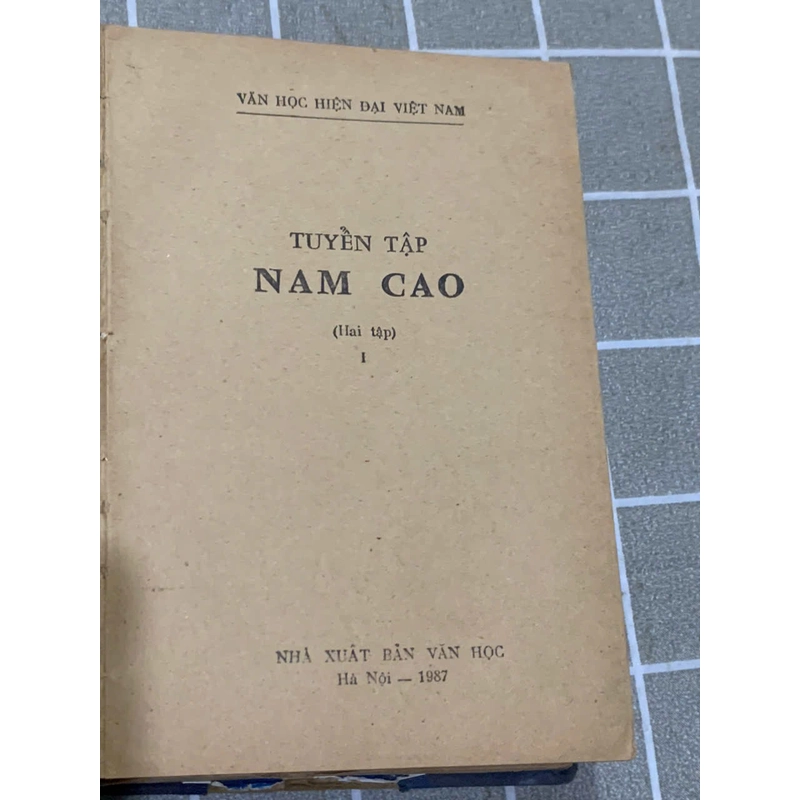 VĂN HỌC HIỆN ĐẠI VIỆT NAM
TUYỂN TẬP
NAM CAO
(Hai tập)
I
NHÀ XUẤT BẢN VĂN HỌC
Hà Nội — 1987